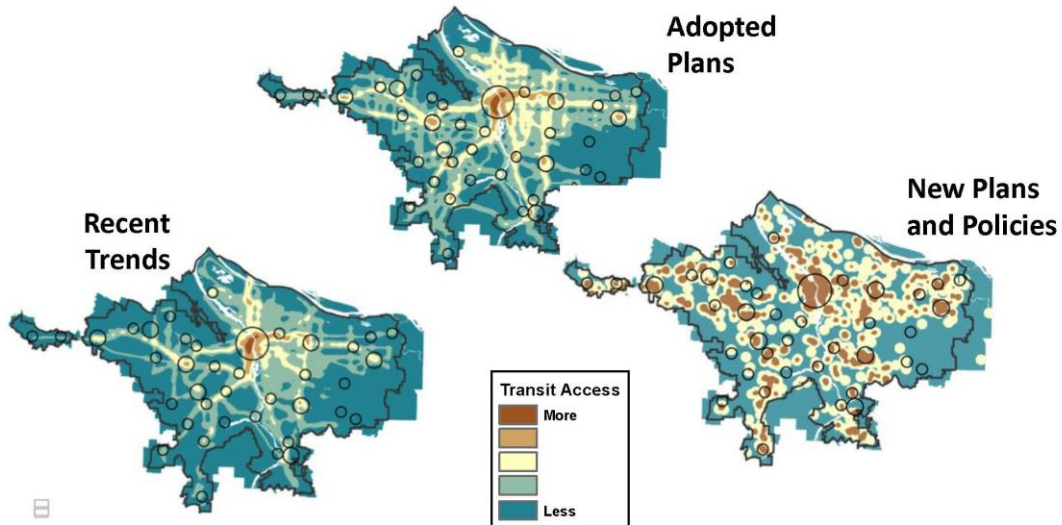 Adopted
Plans
New Plans
and Policies
Recent
Trends
Transit Access
More
Less